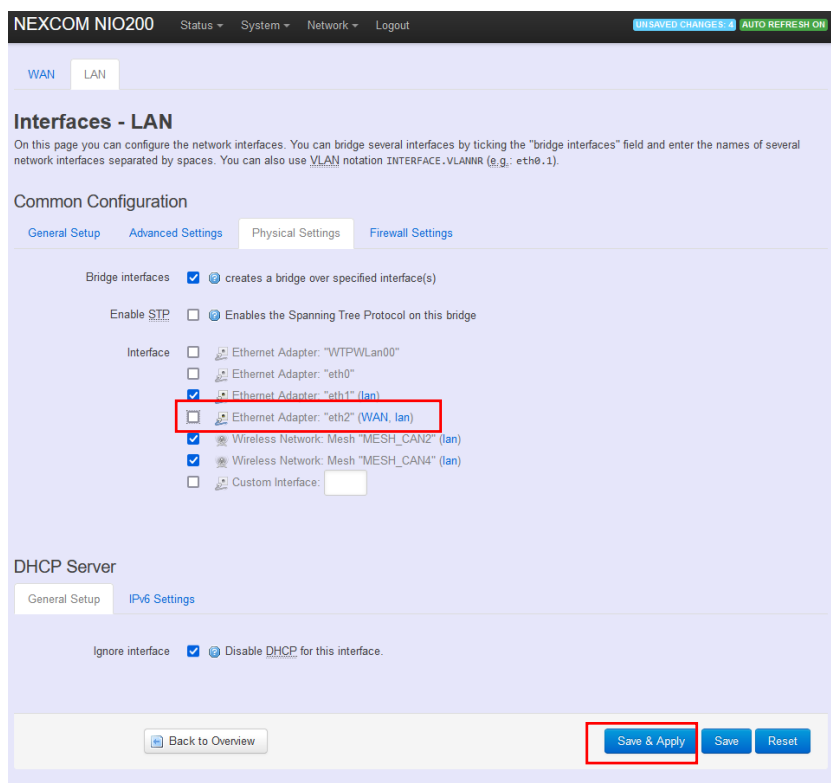 NEXCOM NIO200 Status System Network Logout UNSAVED CHANGES: 4 AUTO REFRESH ON
WAN LAN
Interfaces - LAN
On this page you can configure the network interfaces. You can bridge several interfaces by ticking the "bridge interfaces" field and enter the names of several
network interfaces separated by spaces. You can also use VLAN notation INTERFACE.VLANNR (e.g.: eth0.1).
Common Configuration
General Setup Advanced Settings Physical Settings Firewall Settings
Bridge interfaces creates a bridge over specified interface(s)
Enable STP Enables the Spanning Tree Protocol on this bridge
Interface Ethernet Adapter: "WTPWLan00"
Ethernet Adapter: "eth0"
Ethernet Adapter: "eth1" (lan)
Ethernet Adapter: "eth2" (WAN, lan)
Wireless Network: Mesh "MESH_CAN2" (lan)
Wireless Network: Mesh "MESH_CAN4" (lan)
Custom Interface:
DHCP Server
General Setup IPv6 Settings
Ignore interface Disable DHCP for this interface.
Back to Overview Save & Apply Save Reset